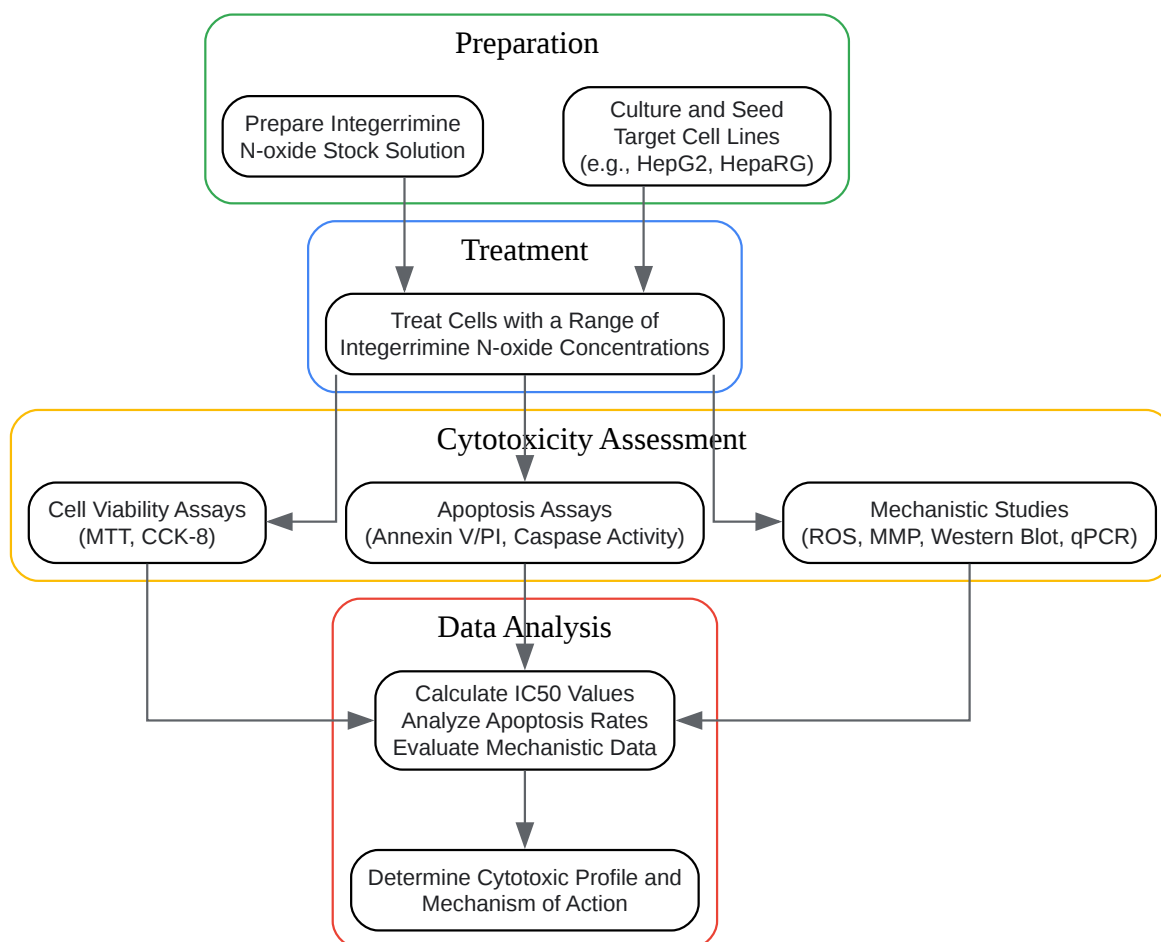 Preparation
Prepare Integerrimine
N-oxide Stock Solution
Culture and Seed
Target Cell Lines
(e.g., HepG2, HepaRG)
Treatment
Treat Cells with a Range of
Integerrimine N-oxide Concentrations
Cytotoxicity Assessment
Cell Viability Assays
(MTT, CCK-8)
Apoptosis Assays
(Annexin V/PI, Caspase Activity)
Mechanistic Studies
(ROS, MMP, Western Blot, qPCR)
Data Analysis
Calculate IC50 Values
Analyze Apoptosis Rates
Evaluate Mechanistic Data
Determine Cytotoxic Profile and
Mechanism of Action